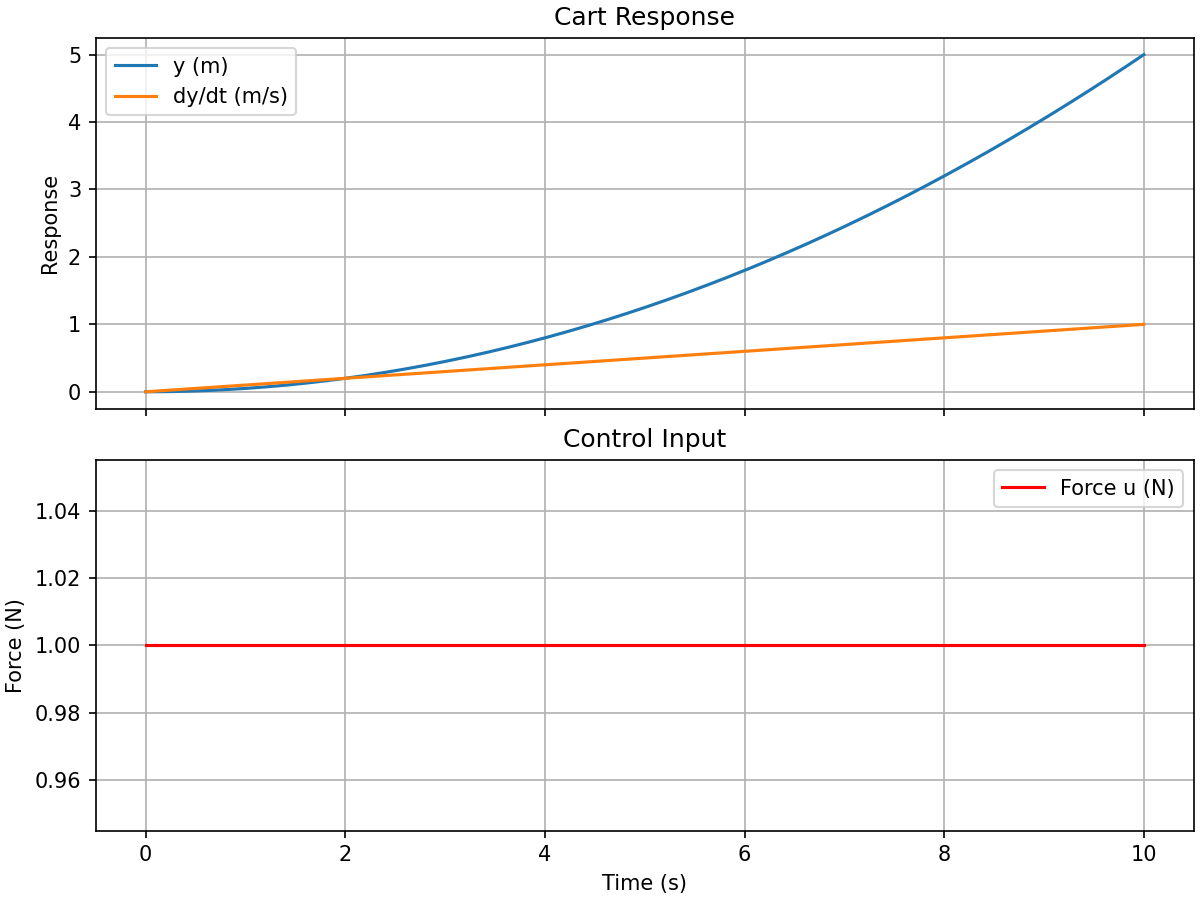 Cart Response
5
4
3
2
1
0
Response
y (m)
dy/dt (m/s)
Control Input
1.04
1.02
1.00
0.98
0.96
Force (N)
Force u (N)
0 2 4 6 8 10
Time (s)